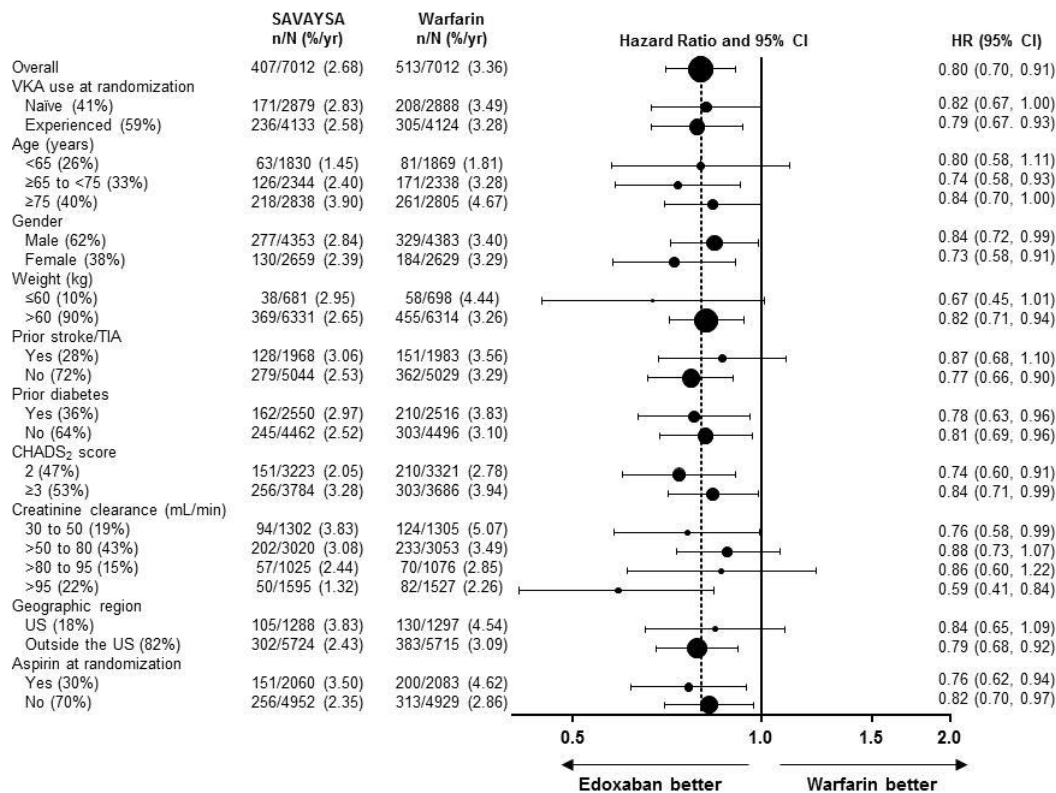 SAVAYSA Warfarin
n/N (%/yr) n/N (%/yr) Hazard Ratio and 95% CI HR (95% CI)
Overall 407/7012 (2.68) 513/7012 (3.36) 0.80 (0.70, 0.91)
VKA use at randomization
Naïve (41%) 171/2879 (2.83) 208/2888 (3.49) 0.82 (0.67, 1.00)
Experienced (59%) 236/4133 (2.58) 305/4124 (3.28) 0.79 (0.67. 0.93)
Age (years)
<65 (26%) 63/1830 (1.45) 81/1869 (1.81) 0.80 (0.58, 1.11)
≥65 to <75 (33%) 126/2344 (2.40) 171/2338 (3.28) 0.74 (0.58, 0.93)
≥75 (40%) 218/2838 (3.90) 261/2805 (4.67) 0.84 (0.70, 1.00)
Gender
Male (62%) 277/4353 (2.84) 329/4383 (3.40) 0.84 (0.72, 0.99)
Female (38%) 130/2659 (2.39) 184/2629 (3.29) 0.73 (0.58, 0.91)
Weight (kg)
≤60 (10%) 38/681 (2.95) 58/698 (4.44) 0.67 (0.45, 1.01)
>60 (90%) 369/6331 (2.65) 455/6314 (3.26) 0.82 (0.71, 0.94)
Prior stroke/TIA
Yes (28%) 128/1968 (3.06) 151/1983 (3.56) 0.87 (0.68, 1.10)
No (72%) 279/5044 (2.53) 362/5029 (3.29) 0.77 (0.66, 0.90)
Prior diabetes
Yes (36%) 162/2550 (2.97) 210/2516 (3.83) 0.78 (0.63, 0.96)
No (64%) 245/4462 (2.52) 303/4496 (3.10) 0.81 (0.69, 0.96)
CHADS₂ score
2 (47%) 151/3223 (2.05) 210/3321 (2.78) 0.74 (0.60, 0.91)
≥3 (53%) 256/3784 (3.28) 303/3686 (3.94) 0.84 (0.71, 0.99)
Creatinine clearance (mL/min)
30 to 50 (19%) 94/1302 (3.83) 124/1305 (5.07) 0.76 (0.58, 0.99)
>50 to 80 (43%) 202/3020 (3.08) 233/3053 (3.49) 0.88 (0.73, 1.07)
>80 to 95 (15%) 57/1025 (2.44) 70/1076 (2.85) 0.86 (0.60, 1.22)
>95 (22%) 50/1595 (1.32) 82/1527 (2.26) 0.59 (0.41, 0.84)
Geographic region
US (18%) 105/1288 (3.83) 130/1297 (4.54) 0.84 (0.65, 1.09)
Outside the US (82%) 302/5724 (2.43) 383/5715 (3.09) 0.79 (0.68, 0.92)
Aspirin at randomization
Yes (30%) 151/2060 (3.50) 200/2083 (4.62) 0.76 (0.62, 0.94)
No (70%) 256/4952 (2.35) 313/4929 (2.86) 0.82 (0.70, 0.97)
0.5 1.0 2.0
Edoxaban better Warfarin better